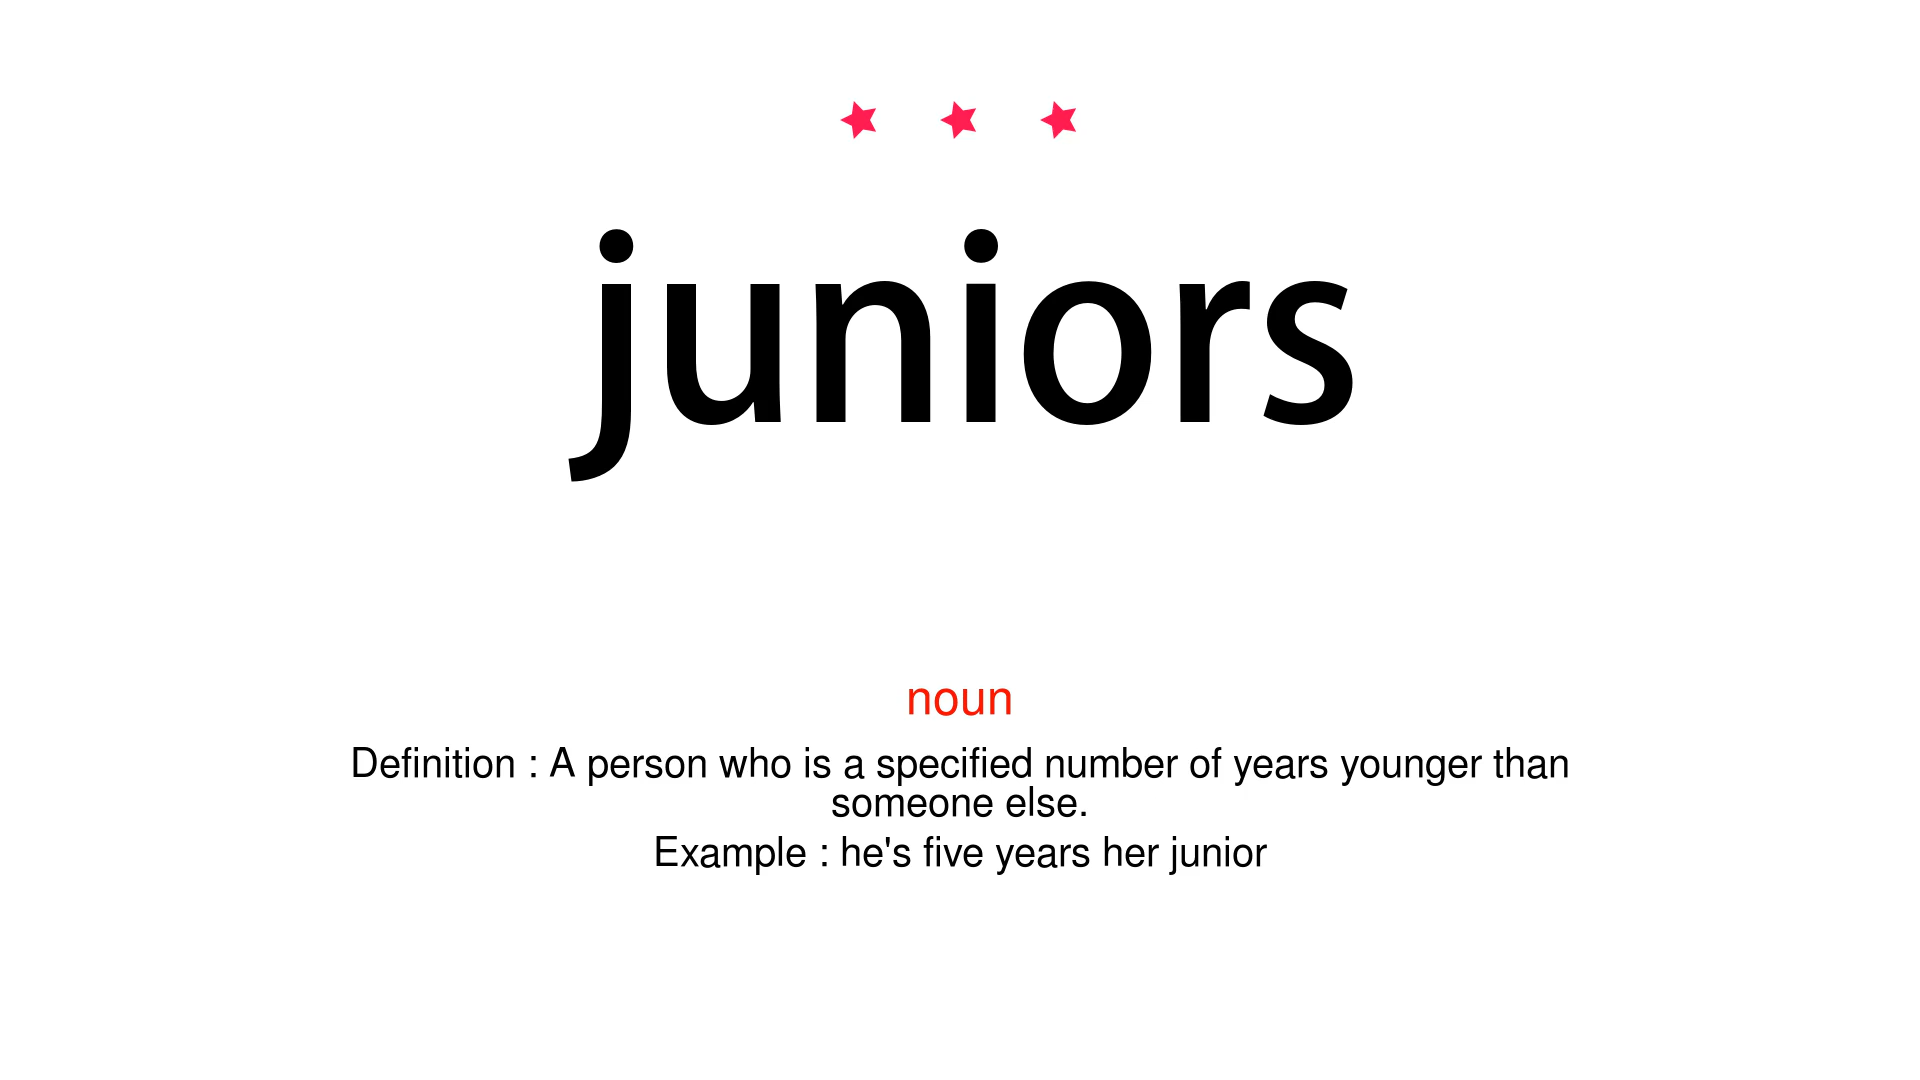 juniors
noun
Definition : A person who is a specified number of years younger than
someone else.
Example : he's five years her junior